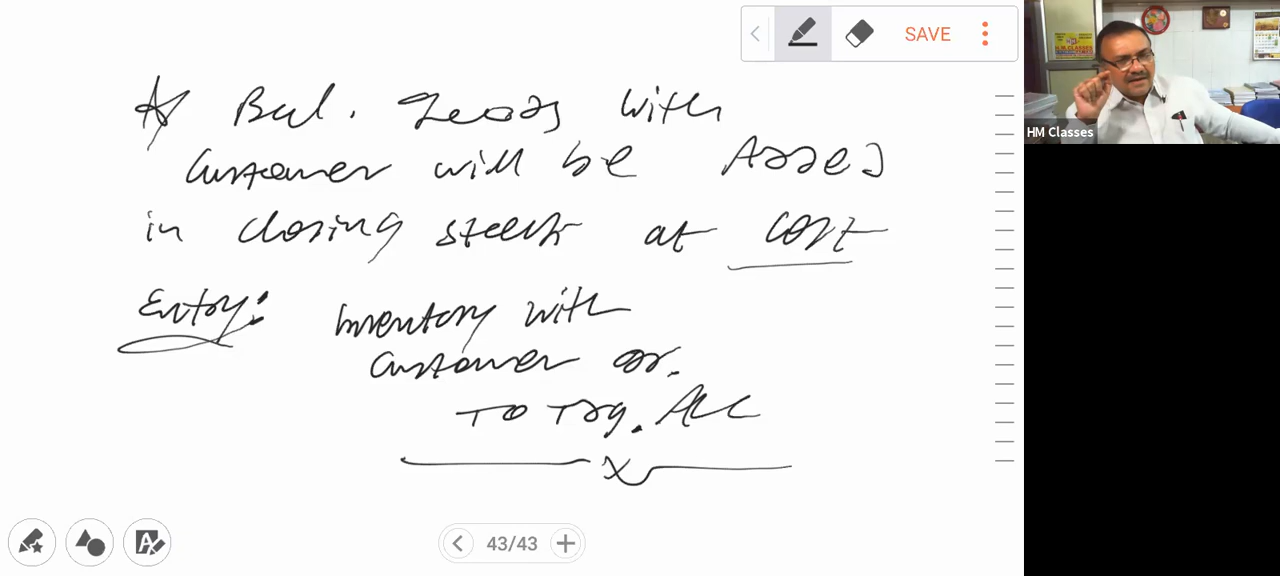 SAVE
☆ Bal. Goods with
Customer will be Added
in closing stock at cost
Entry: Inventory with
Customer Dr.
To Trg. A/c
x
43/43
HM Classes